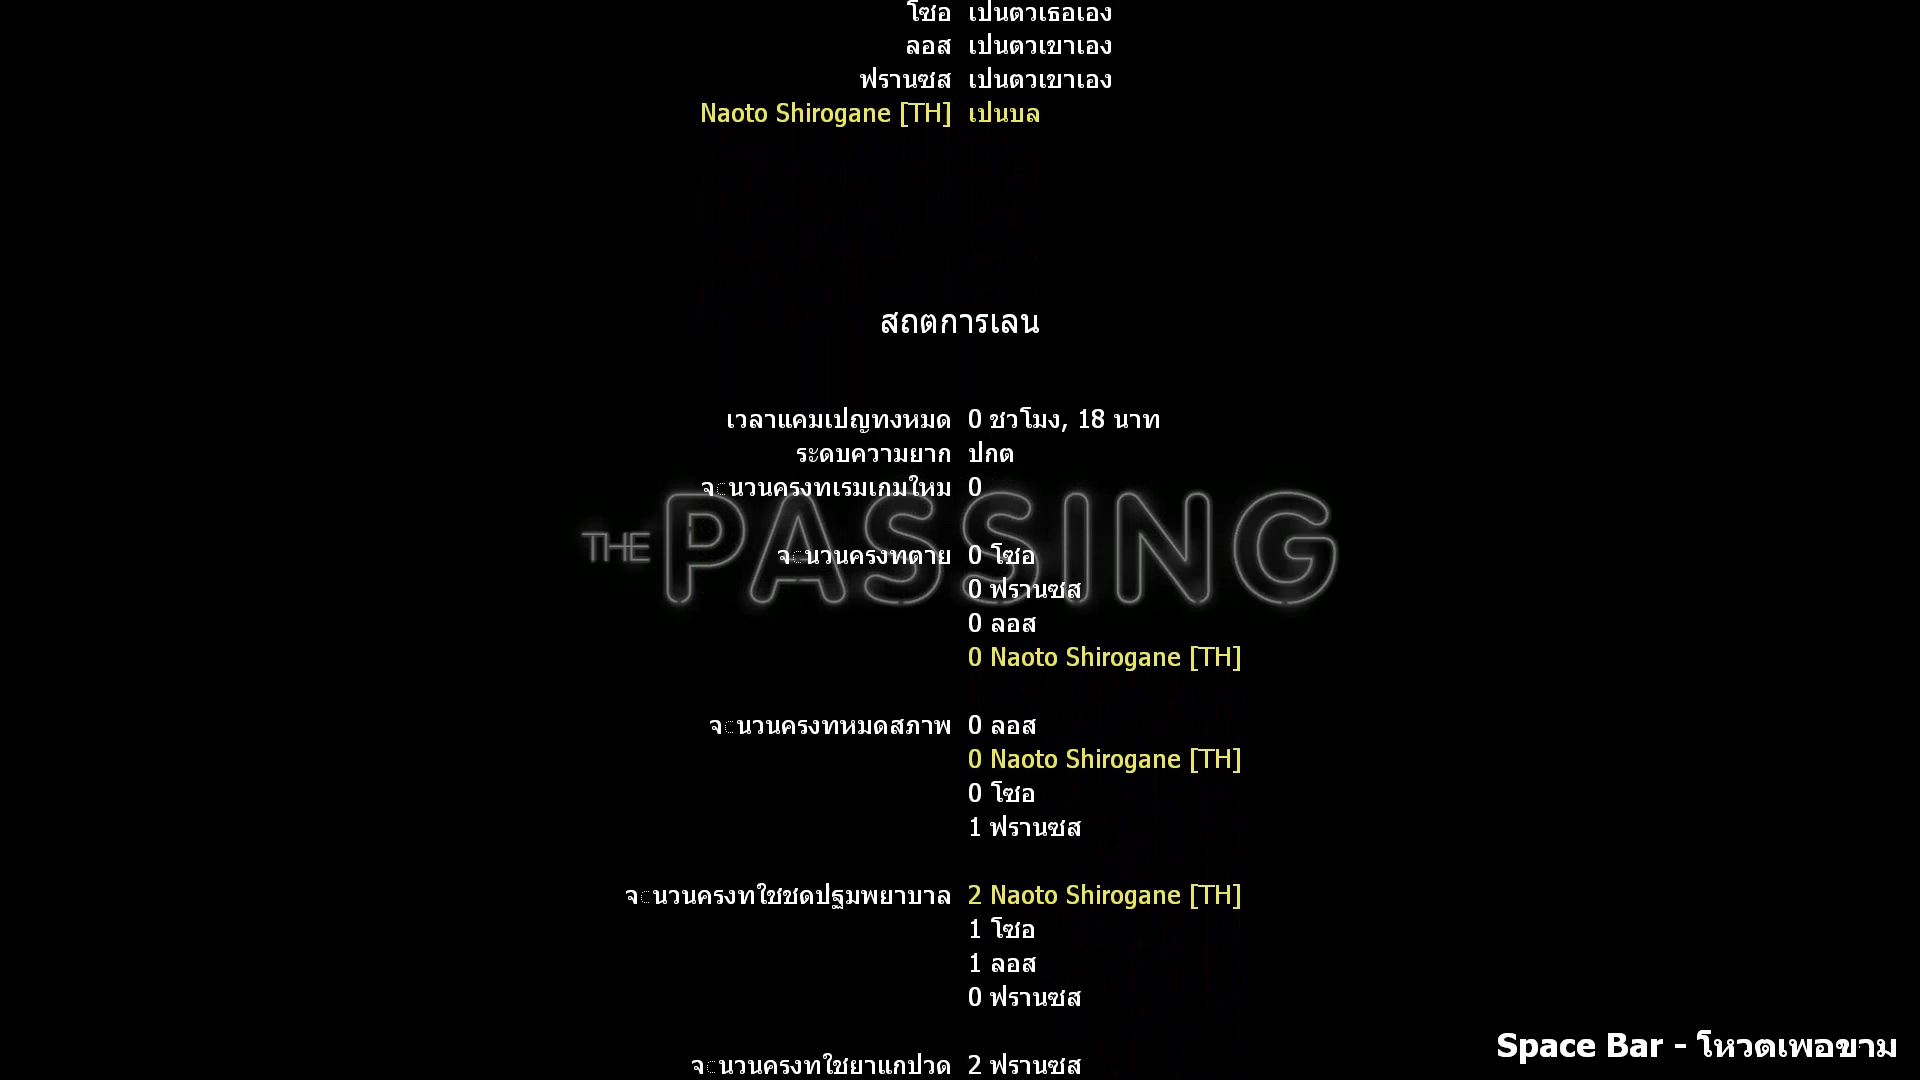 โซอ เปนตวเธอเอง
ลอส เปนตวเขาเอง
ฟรานซส เปนตวเขาเอง
Naoto Shirogane [TH] เปนบล
สถตการเลน
เวลาแคมเปญทงหมด 0 ชวโมง, 18 นาท
ระดบความยาก ปกต
จ ํนวนครงทเรมเกมใหม 0
THE PASSING
จ ํนวนครงทตาย 0 โซอ
0 ฟรานซส
0 ลอส
0 Naoto Shirogane [TH]
จ ํนวนครงทหมดสภาพ 0 ลอส
0 Naoto Shirogane [TH]
0 โซอ
1 ฟรานซส
จ ํนวนครงทใชชดปฐมพยาบาล 2 Naoto Shirogane [TH]
1 โซอ
1 ลอส
0 ฟรานซส
จ ํนวนครงทใชยาแกปวด 2 ฟรานซส
Space Bar - โหวตเพอขาม